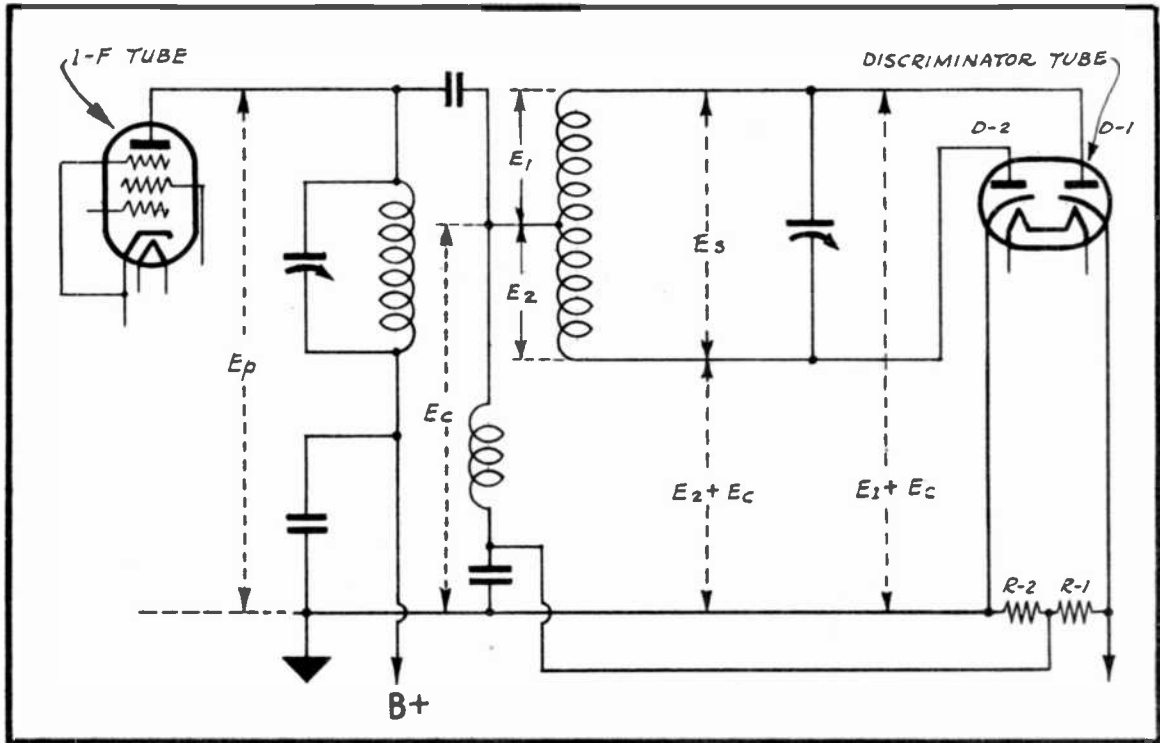 I-F TUBE
DISCRIMINATOR TUBE
D-2
D-1
E1
Es
E2
Ep
Ec
E2 + Ec
E1 + Ec
R-2
R-1
B+